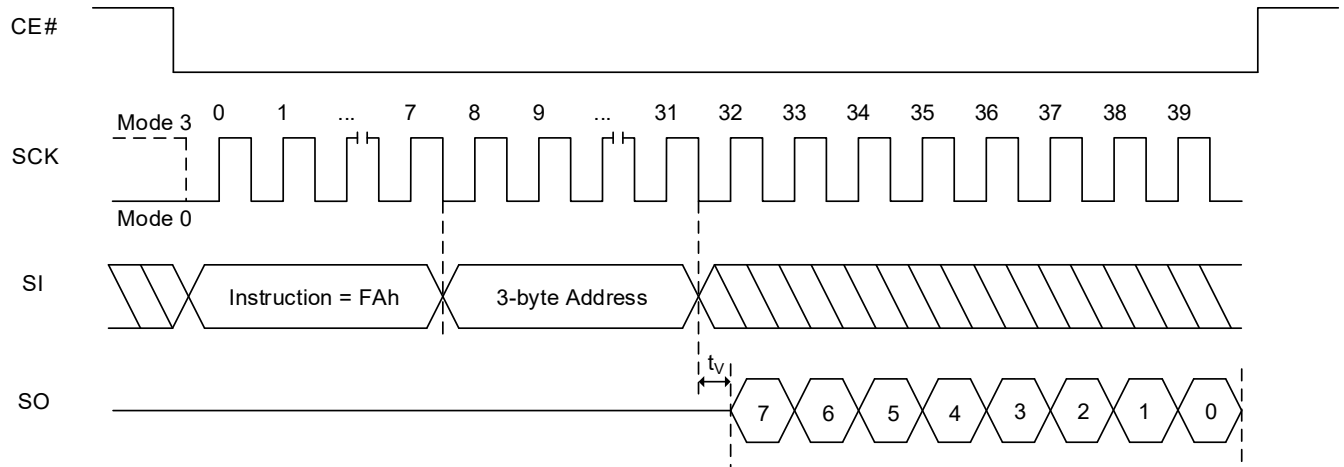 CE#
0 1 ... 7 8 9 ... 31 32 33 34 35 36 37 38 39
Mode 3
SCK
Mode 0
SI
Instruction = FAh
3-byte Address
tV
SO
7 6 5 4 3 2 1 0